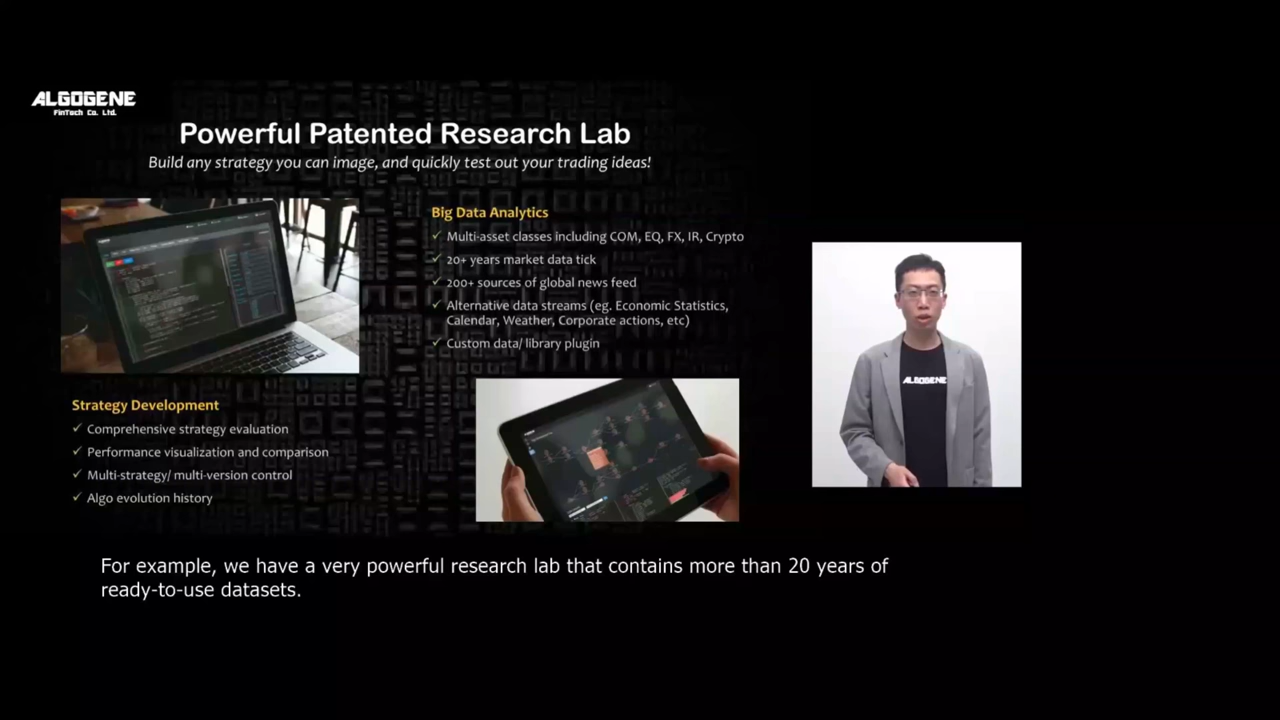 ALGOGENE
FinTech Co. Ltd.
Powerful Patented Research Lab
Build any strategy you can image, and quickly test out your trading ideas!
Big Data Analytics
✓ Multi-asset classes including COM, EQ, FX, IR, Crypto
✓ 20+ years market data tick
✓ 200+ sources of global news feed
✓ Alternative data streams (eg. Economic Statistics,
Calendar, Weather, Corporate actions, etc)
✓ Custom data/ library plugin
Strategy Development
✓ Comprehensive strategy evaluation
✓ Performance visualization and comparison
✓ Multi-strategy/ multi-version control
✓ Algo evolution history
ALGOGENE
For example, we have a very powerful research lab that contains more than 20 years of
ready-to-use datasets.